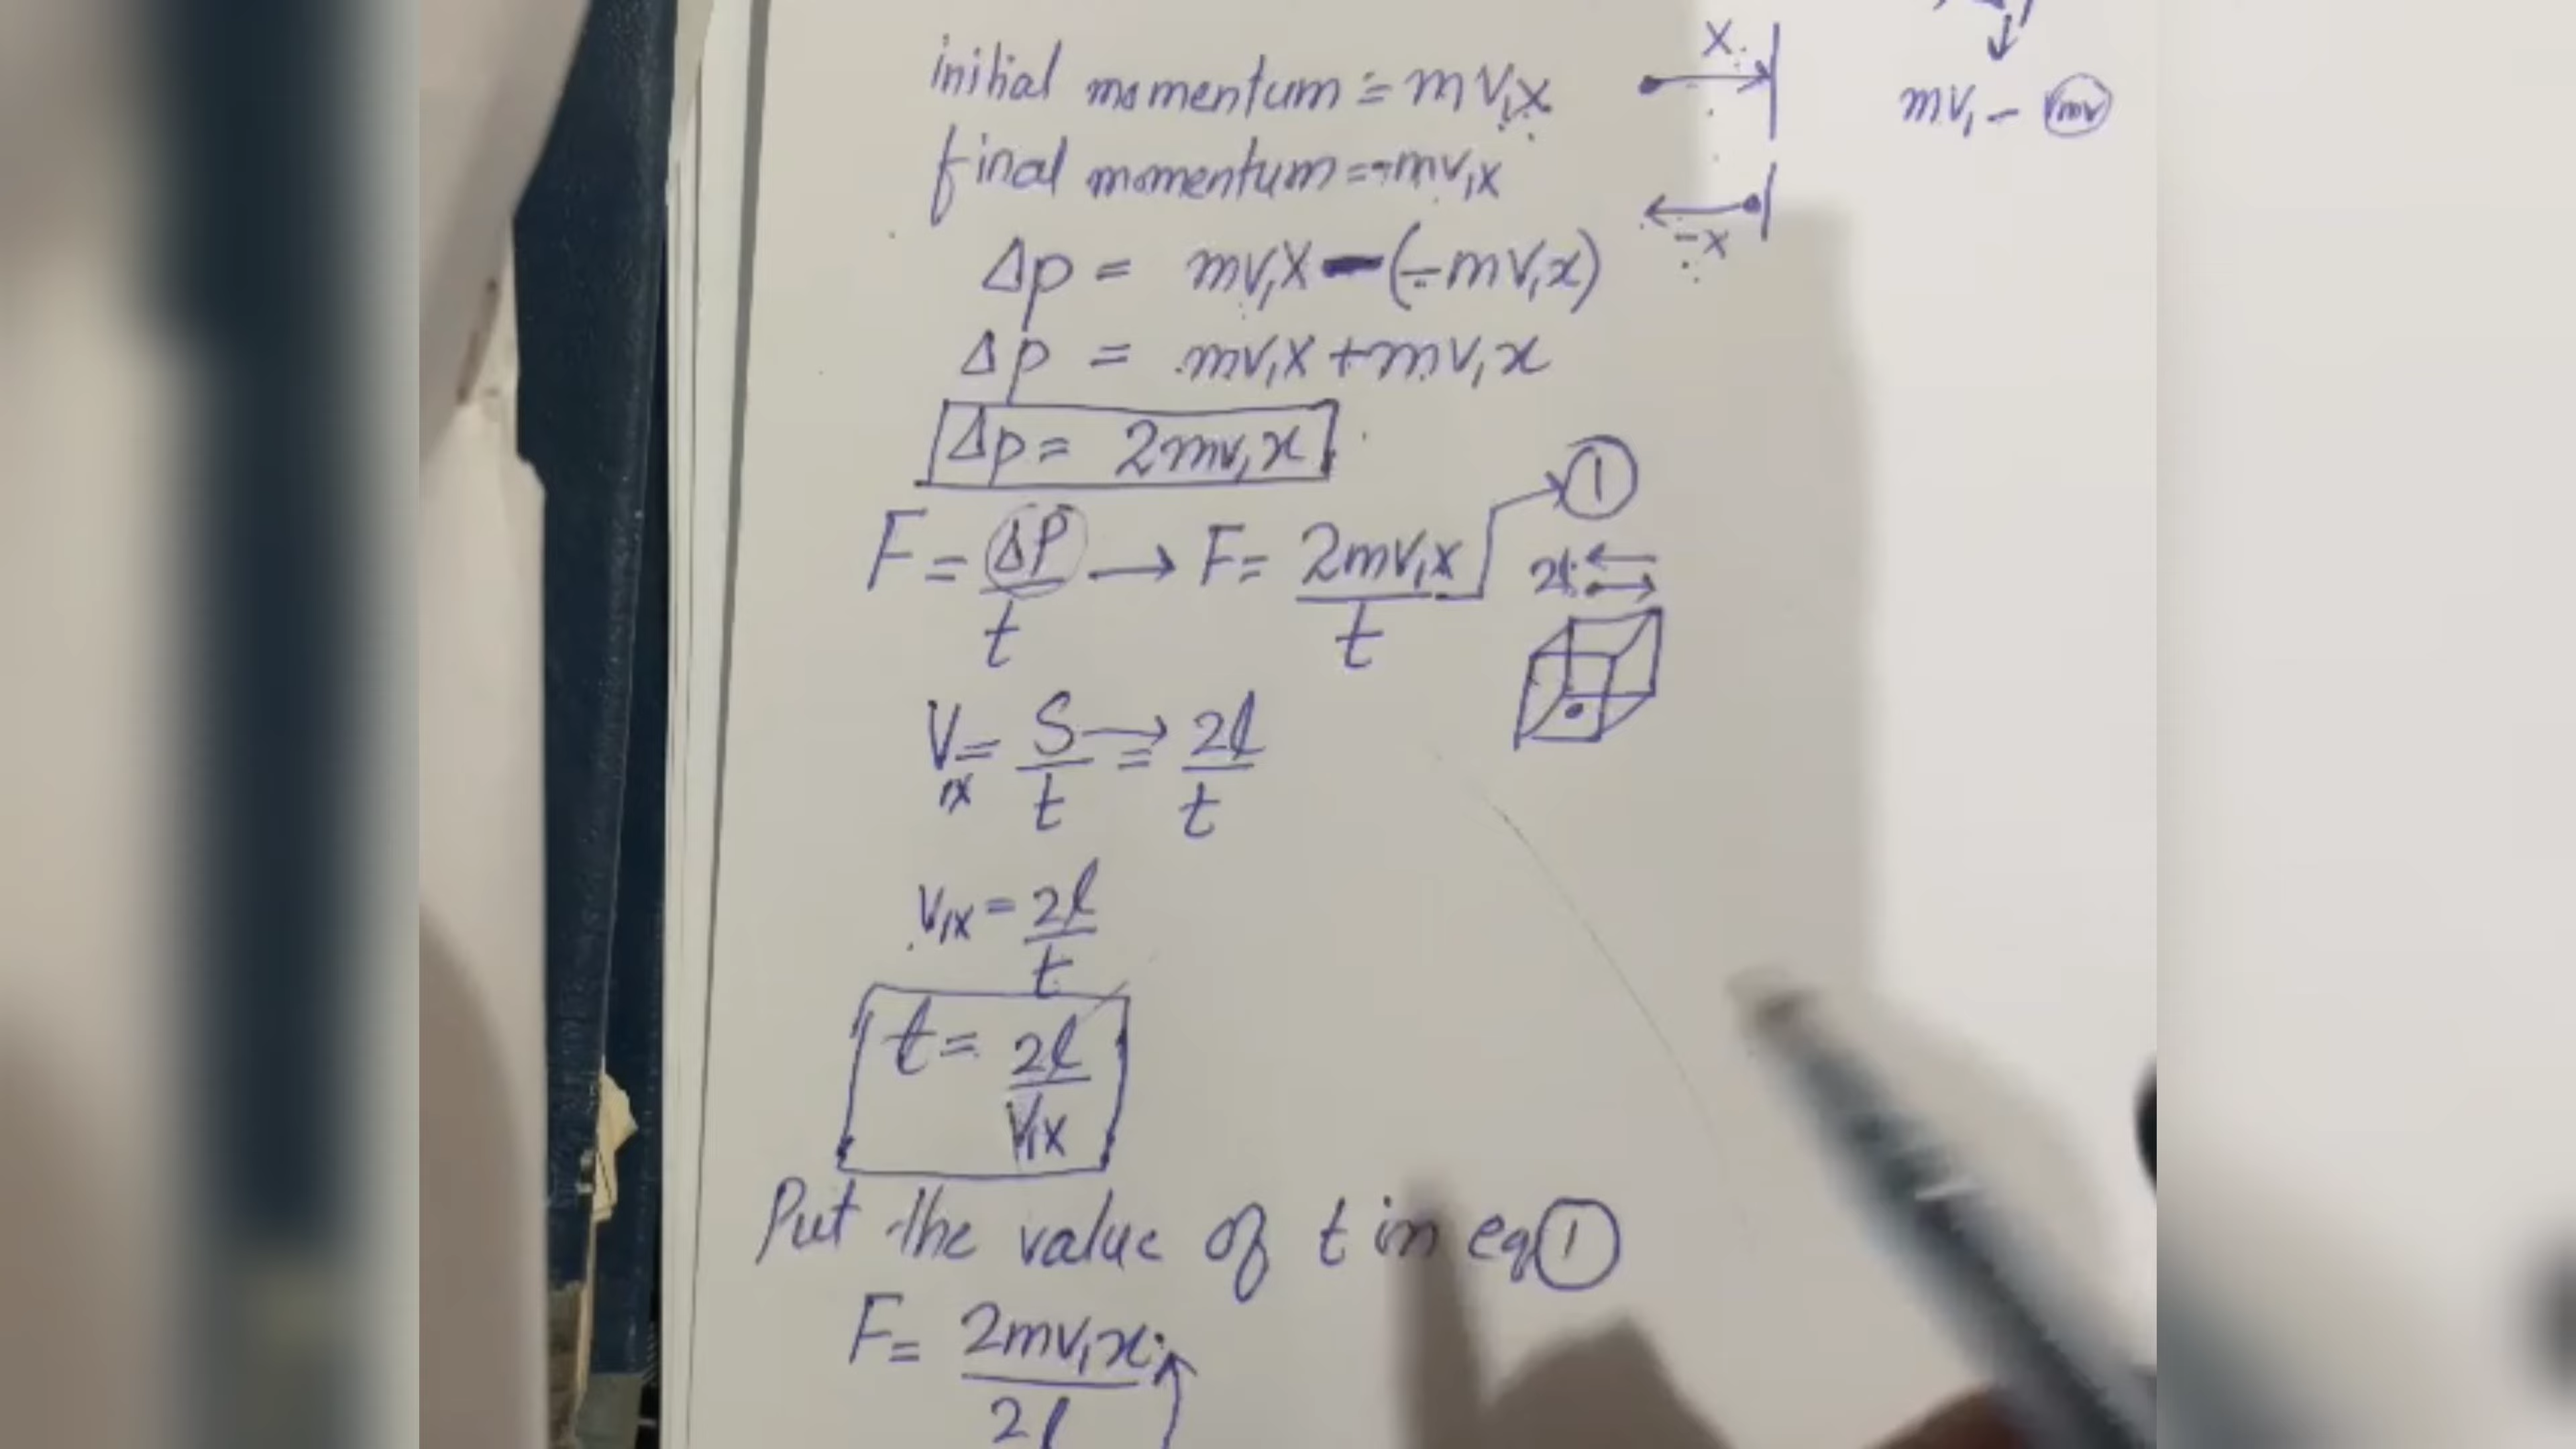 initial momentum = mv₁x
x
mv₁ - mv
final momentum = -mv₁x
-x
Δp = mv₁x - (-mv₁x)
Δp = mv₁x + mv₁x
Δp = 2mv₁x
①
F = ΔP/t → F = 2mv₁x/t
V₁x = S/t → = 2l/t
V₁x = 2l/t
t = 2l/V₁x
Put the value of t in eq ①
F = 2mv₁x/2l